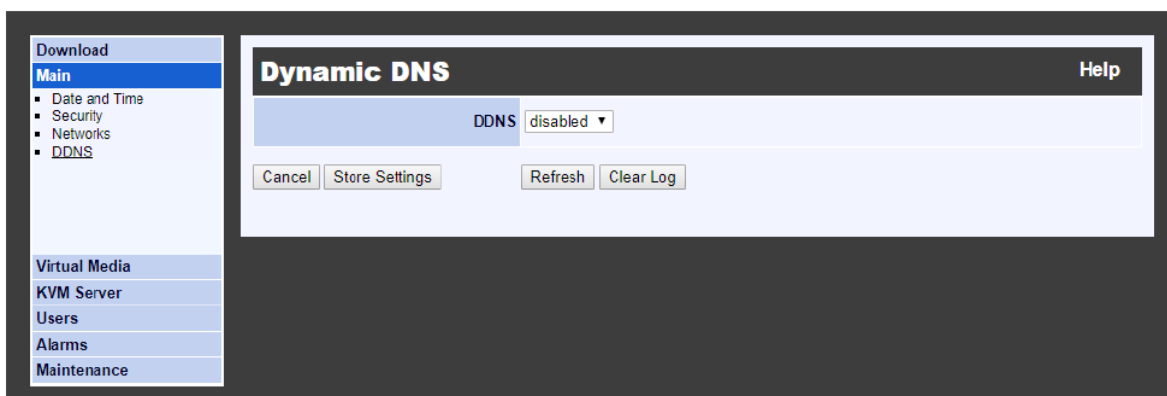 Download
Main
Date and Time
Security
Networks
DDNS
Virtual Media
KVM Server
Users
Alarms
Maintenance
Dynamic DNS Help
DDNS disabled
Cancel Store Settings Refresh Clear Log